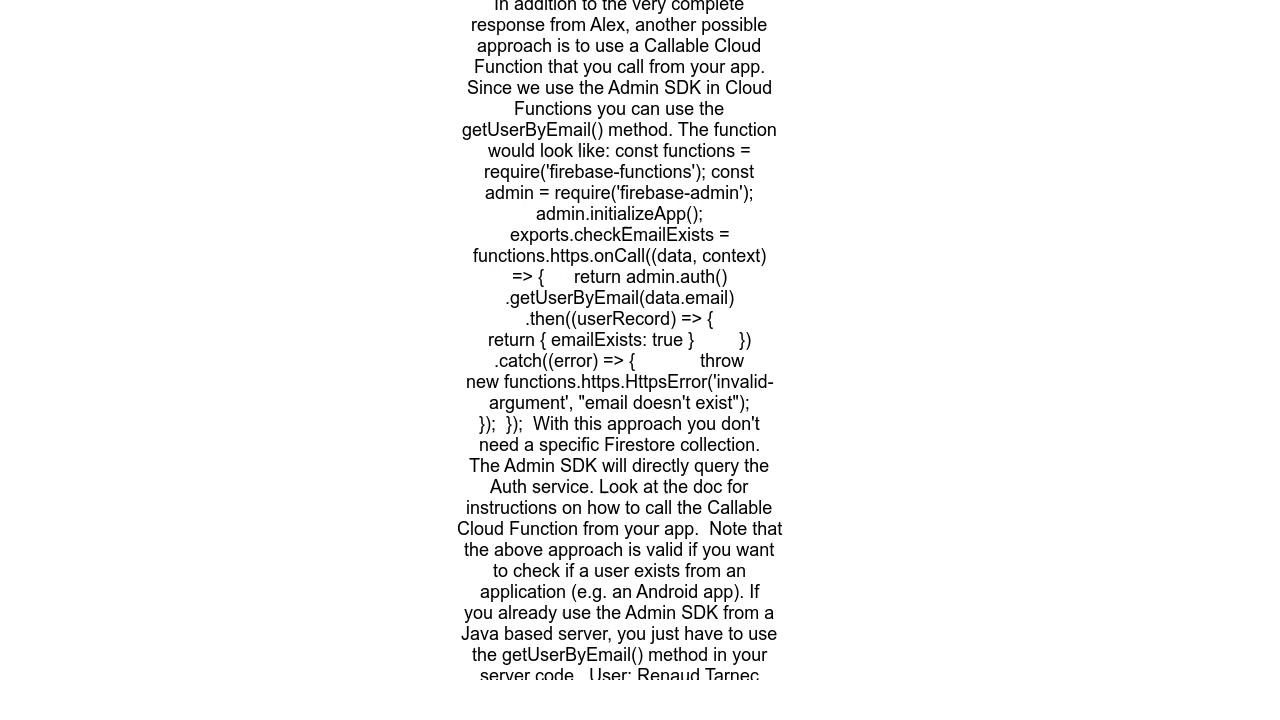 In addition to the very complete
response from Alex, another possible
approach is to use a Callable Cloud
Function that you call from your app.
Since we use the Admin SDK in Cloud
Functions you can use the
getUserByEmail() method. The function
would look like: const functions =
require('firebase-functions'); const
admin = require('firebase-admin');
admin.initializeApp();
exports.checkEmailExists =
functions.https.onCall((data, context)
=> {      return admin.auth()
.getUserByEmail(data.email)
.then((userRecord) => {
return { emailExists: true }         })
.catch((error) => {             throw
new functions.https.HttpsError('invalid-
argument', "email doesn't exist");
});  });  With this approach you don't
need a specific Firestore collection.
The Admin SDK will directly query the
Auth service. Look at the doc for
instructions on how to call the Callable
Cloud Function from your app.  Note that
the above approach is valid if you want
to check if a user exists from an
application (e.g. an Android app). If
you already use the Admin SDK from a
Java based server, you just have to use
the getUserByEmail() method in your
server code.  User: Renaud Tarnec